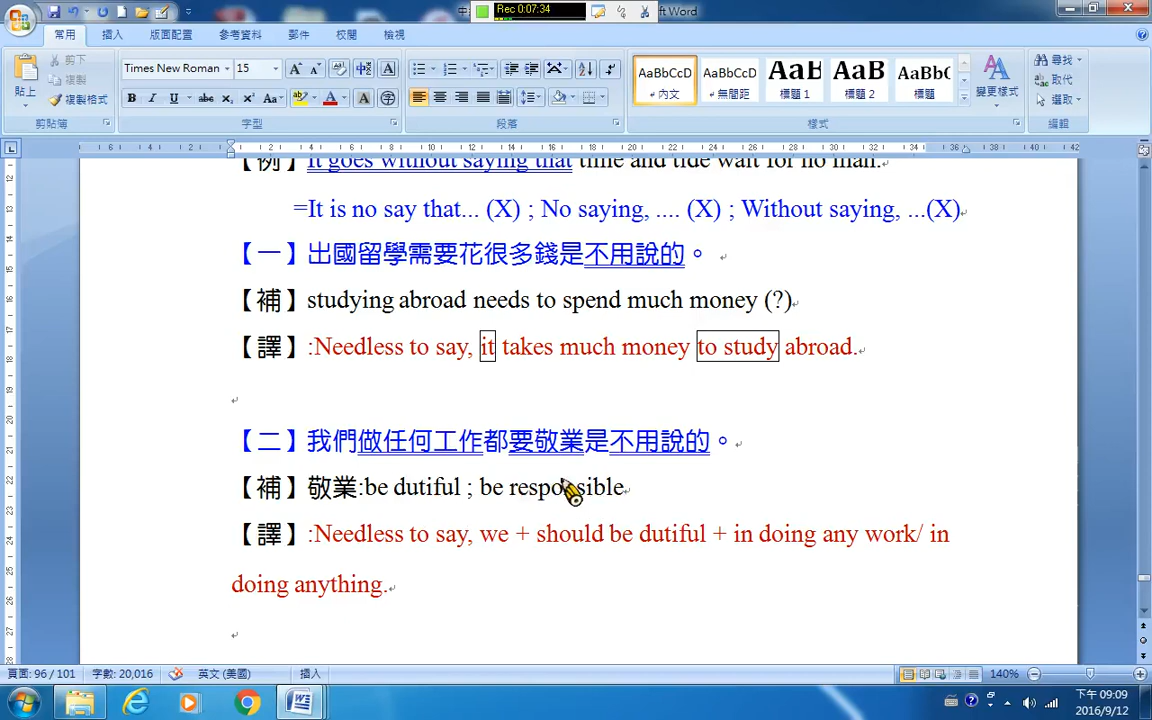 中
Rec 0:07:34
ft Word
常用 插入 版面配置 參考資料 郵件 校閱 檢視
貼上 剪下 複製 複製格式 剪貼簿
Times New Roman 15
字型
段落
AaBbCcD 內文 AaBbCcD 無間距 AaB 標題 1 AaB 標題 2 AaBb( 標題 變更樣式 樣式
尋找 取代 選取 編輯
【例】It goes without saying that time and tide wait for no man.
=It is no say that... (X) ; No saying, .... (X) ; Without saying, ...(X)
【一】出國留學需要花很多錢是不用說的。
【補】studying abroad needs to spend much money (?)
【譯】:Needless to say, it takes much money to study abroad.
【二】我們做任何工作都要敬業是不用說的。
【補】敬業:be dutiful ; be responsible
【譯】:Needless to say, we + should be dutiful + in doing any work/ in
doing anything.
頁面: 96 / 101 字數: 20,016 英文 (美國) 插入 140%
下午 09:09
2016/9/12